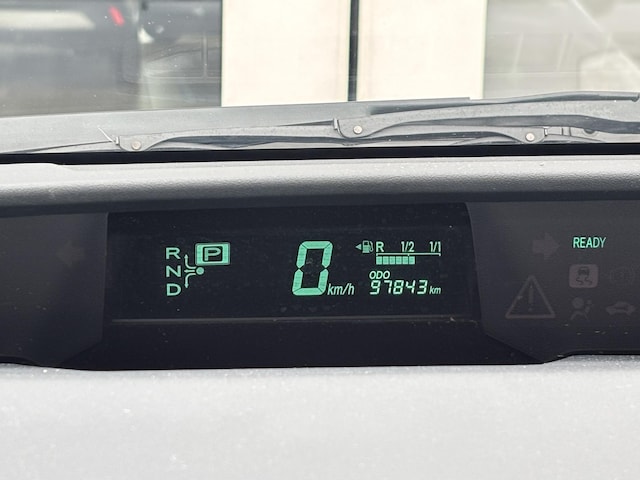 R P
N
D
0 km/h
R 1/2 1/1
ODO
97843 km
READY